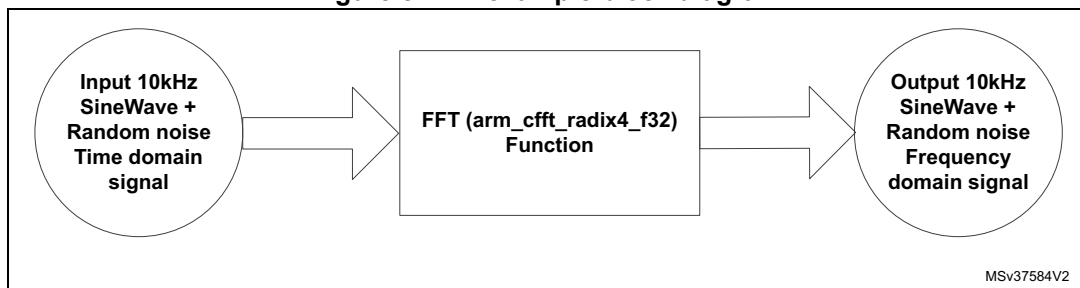 Input 10kHz
SineWave +
Random noise
Time domain
signal
FFT (arm_cfft_radix4_f32)
Function
Output 10kHz
SineWave +
Random noise
Frequency
domain signal
MSv37584V2